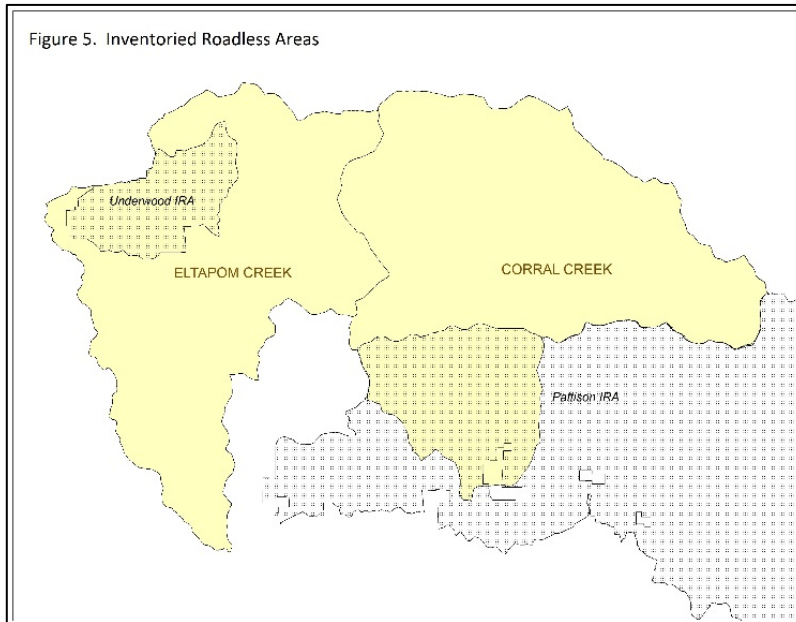 Figure 5. Inventoried Roadless Areas
Underwood IRA
ELTAPOM CREEK
CORRAL CREEK
Pattison IRA